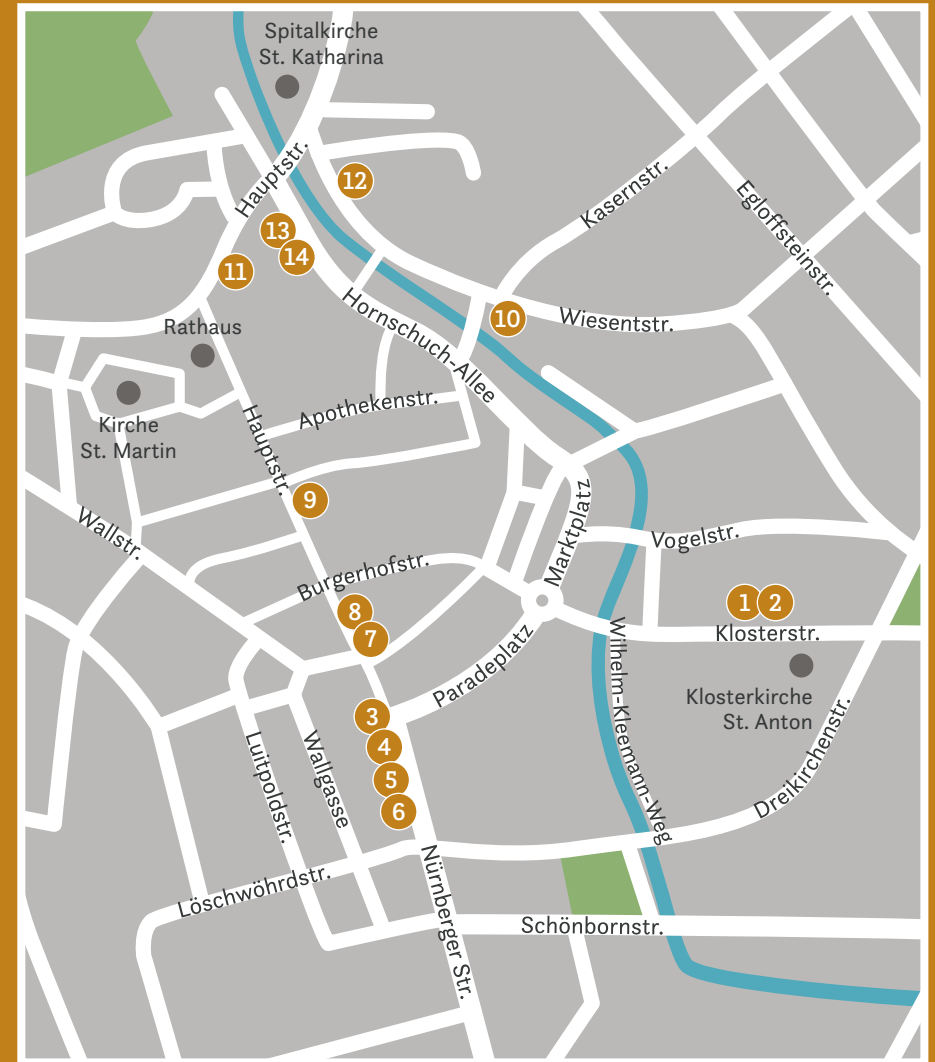 Spitalkirche
St. Katharina
Hauptstr.
12
Kasernstr.
Egloffsteinstr.
13
14
11
Hornschuch-Allee
10
Wiesentstr.
Rathaus
Kirche
St. Martin
Apothekenstr.
Hauptstr.
9
Wallstr.
Marktplatz
Vogelstr.
Burgerhofstr.
8
7
1
2
Klosterstr.
Paradeplatz
Wilhelm-Kleemann-Weg
Klosterkirche
St. Anton
3
4
5
6
Luitpoldstr.
Wallgasse
Dreikirchenstr.
Löschwöhrdstr.
Nürnberger Str.
Schönbornstr.